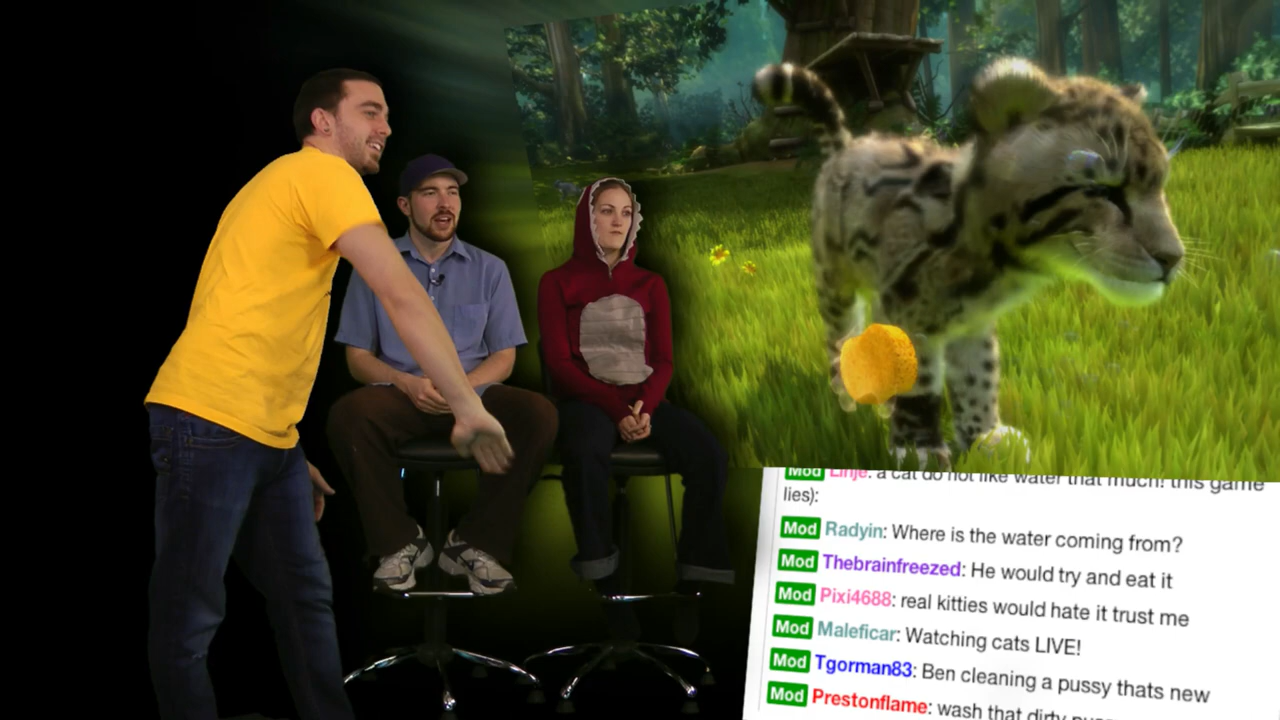 Mod Linje: a cat do not like water that much! this game
lies):
Mod Radyin: Where is the water coming from?
Mod Thebrainfreezed: He would try and eat it
Mod Pixi4688: real kitties would hate it trust me
Mod Maleficar: Watching cats LIVE!
Mod Tgorman83: Ben cleaning a pussy thats new
Mod Prestonflame: wash that dirty